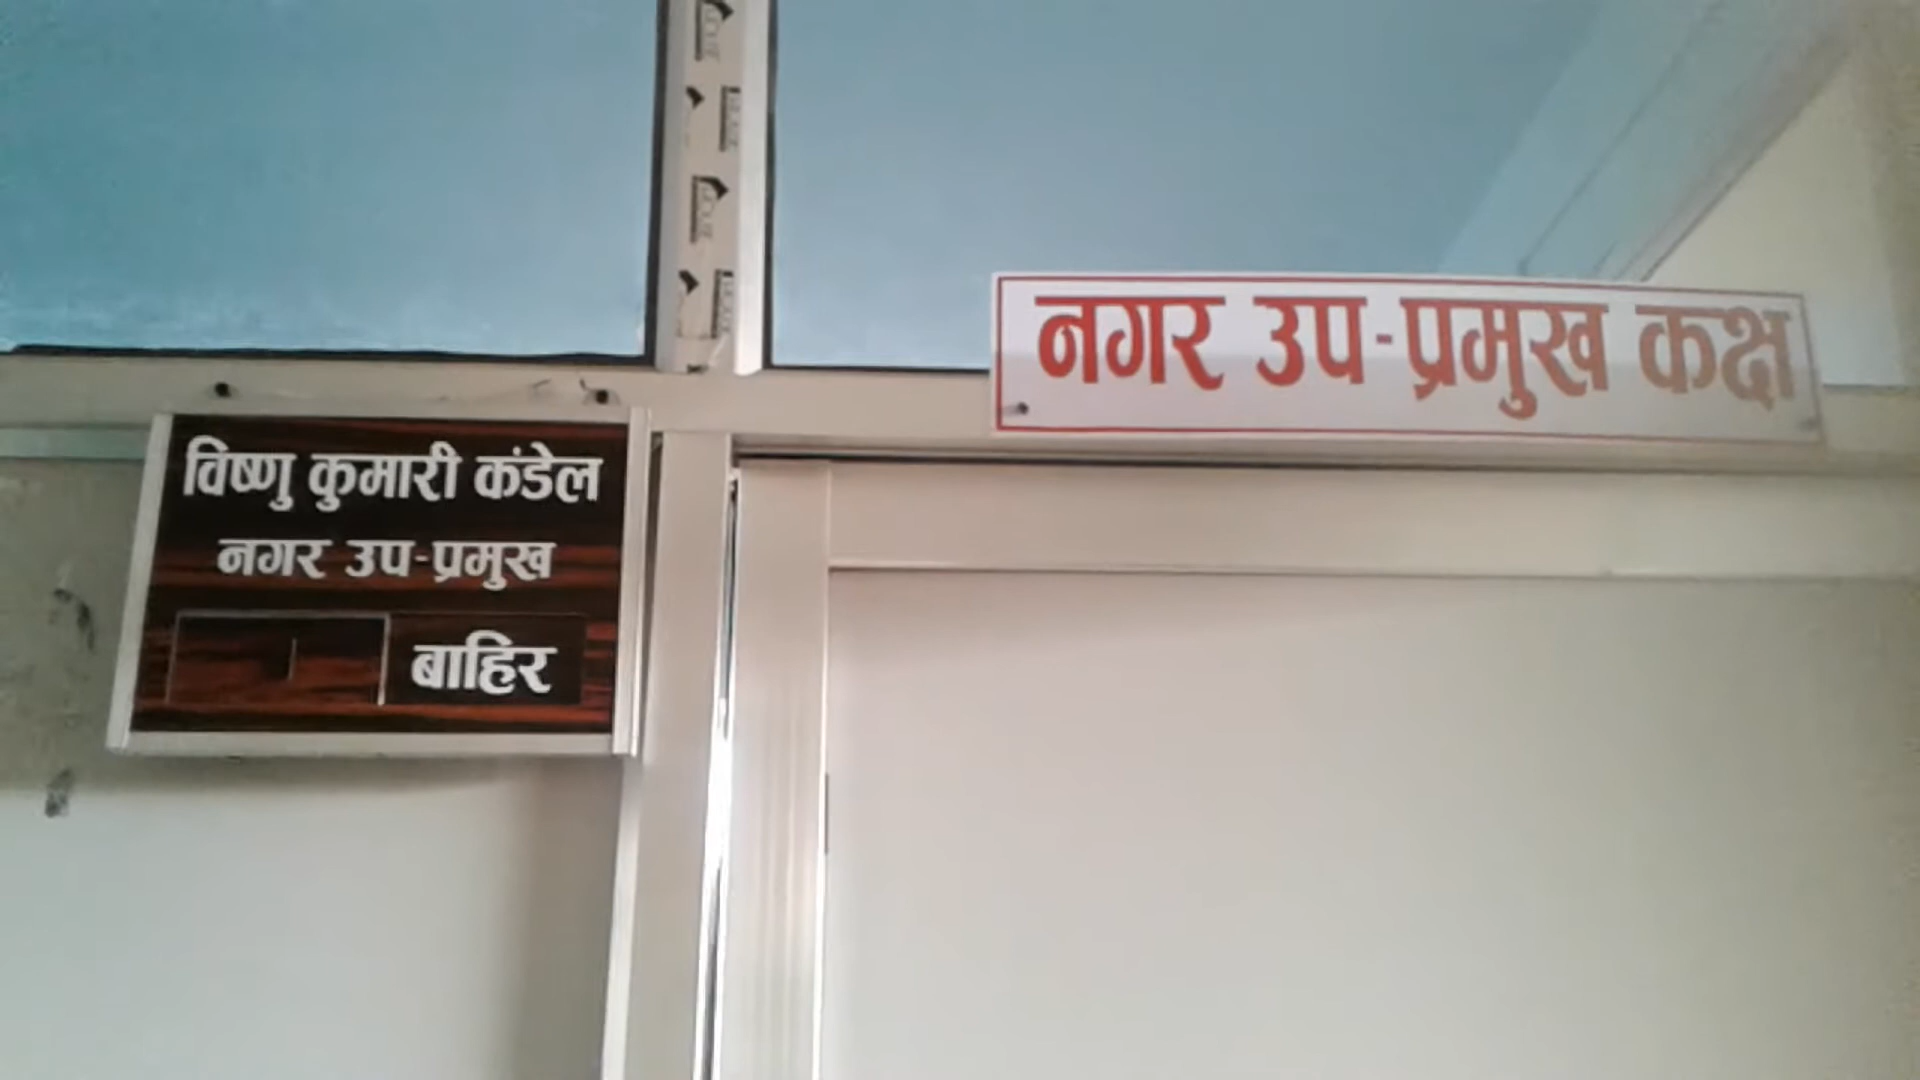 नगर उप-प्रमुख कक्ष
विष्णु कुमारी कंडेल
नगर उप-प्रमुख
बाहिर